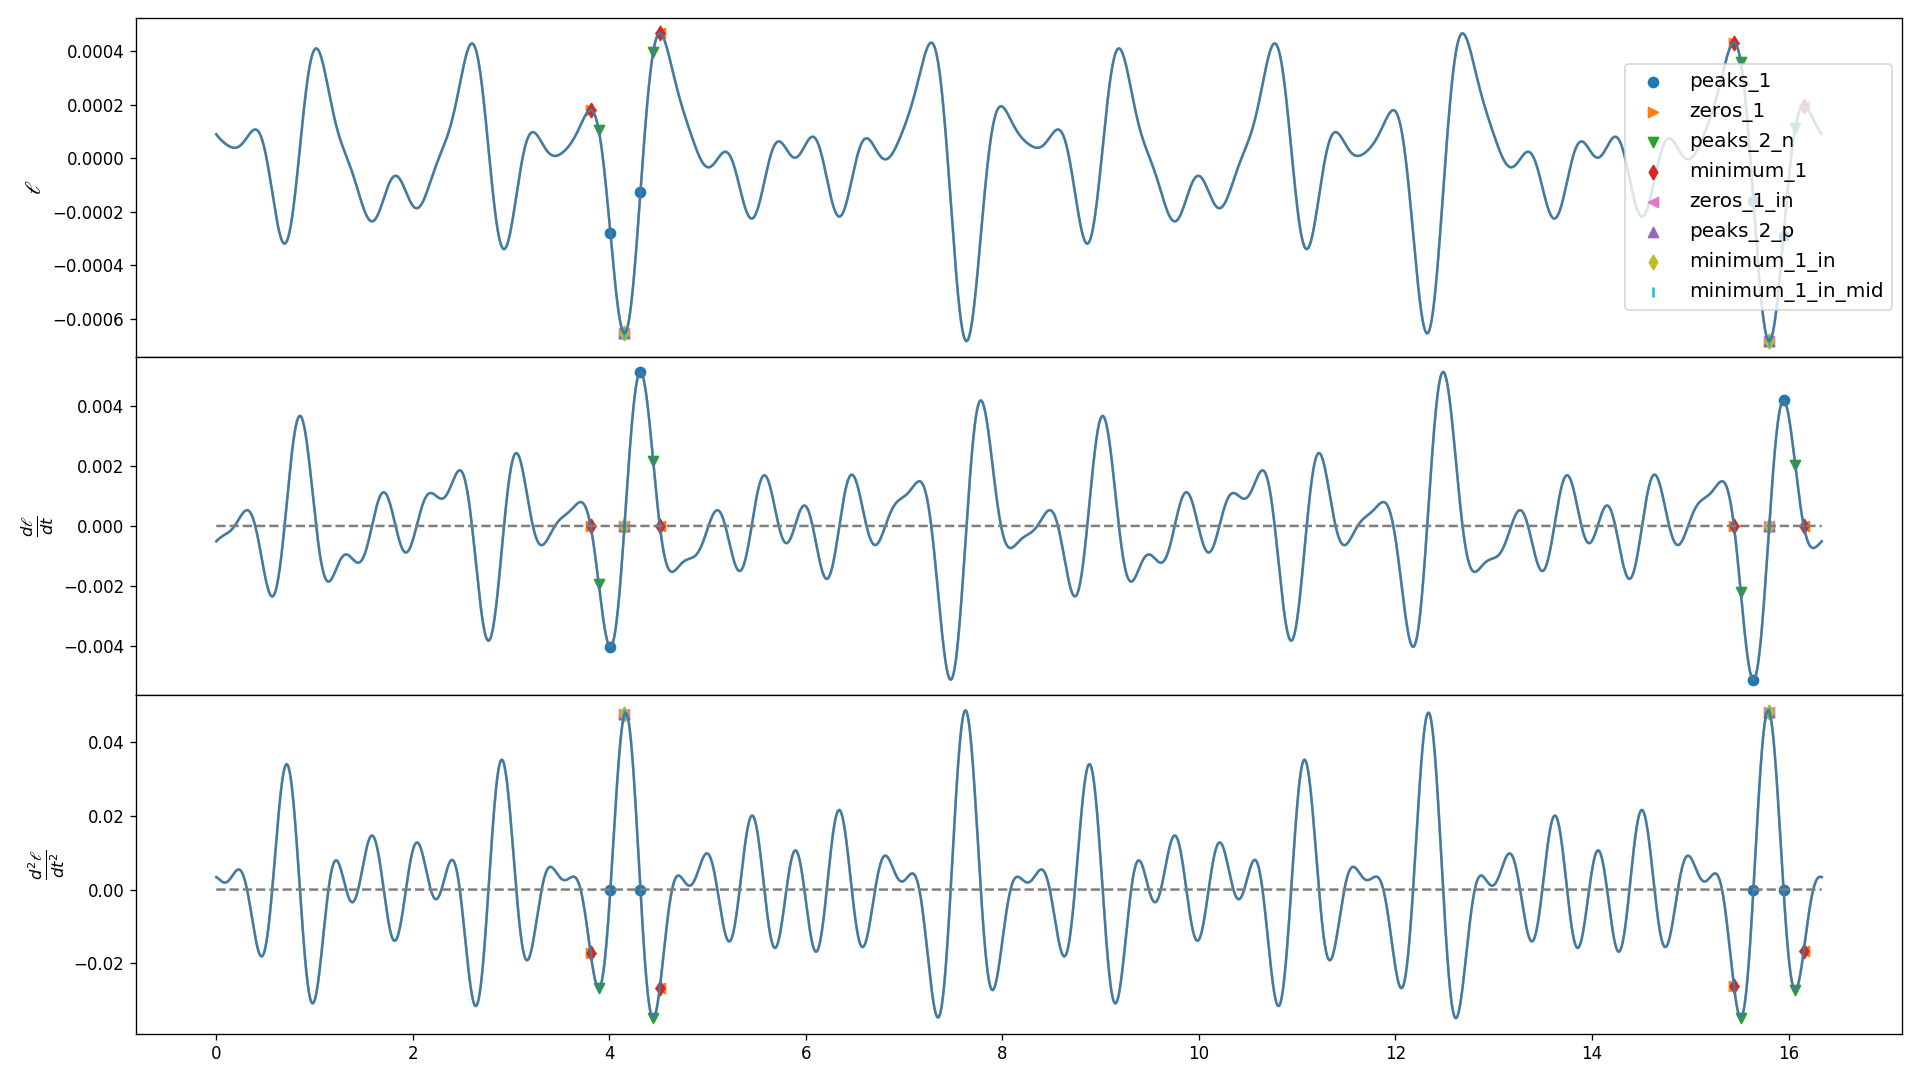 0.0004
0.0002
0.0000
−0.0002
−0.0004
−0.0006
ℓ
peaks_1
zeros_1
peaks_2_n
minimum_1
zeros_1_in
peaks_2_p
minimum_1_in
minimum_1_in_mid
0.004
0.002
0.000
−0.002
−0.004
dℓ
dt
0.04
0.02
0.00
−0.02
d²ℓ
dt²
0 2 4 6 8 10 12 14 16